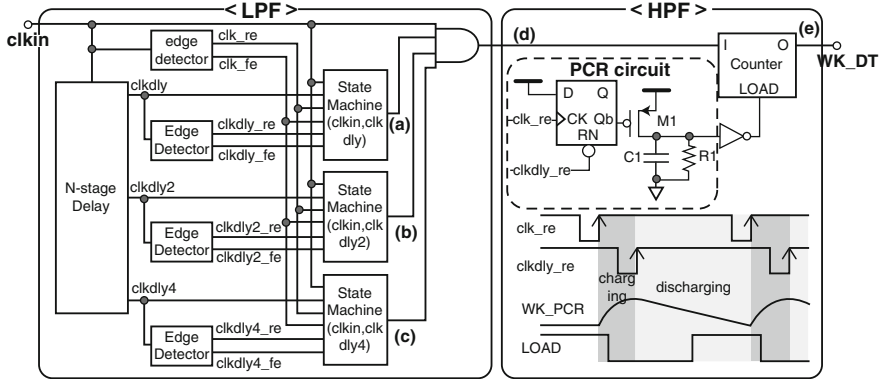 < LPF >
< HPF >
clkin
edge
detector
clk_re
clk_fe
clkdly
Edge
Detector
clkdly_re
clkdly_fe
State
Machine
(clkin,clk
dly)
(a)
N-stage
Delay
clkdly2
Edge
Detector
clkdly2_re
clkdly2_fe
State
Machine
(clkin,clk
dly2)
(b)
clkdly4
Edge
Detector
clkdly4_re
clkdly4_fe
State
Machine
(clkin,clk
dly4)
(c)
(d)
(e)
I
O
Counter
LOAD
WK_DT
PCR circuit
D
Q
clk_re
CK
Qb
RN
clkdly_re
M1
C1
R1
clk_re
clkdly_re
charg
ing
discharging
WK_PCR
LOAD